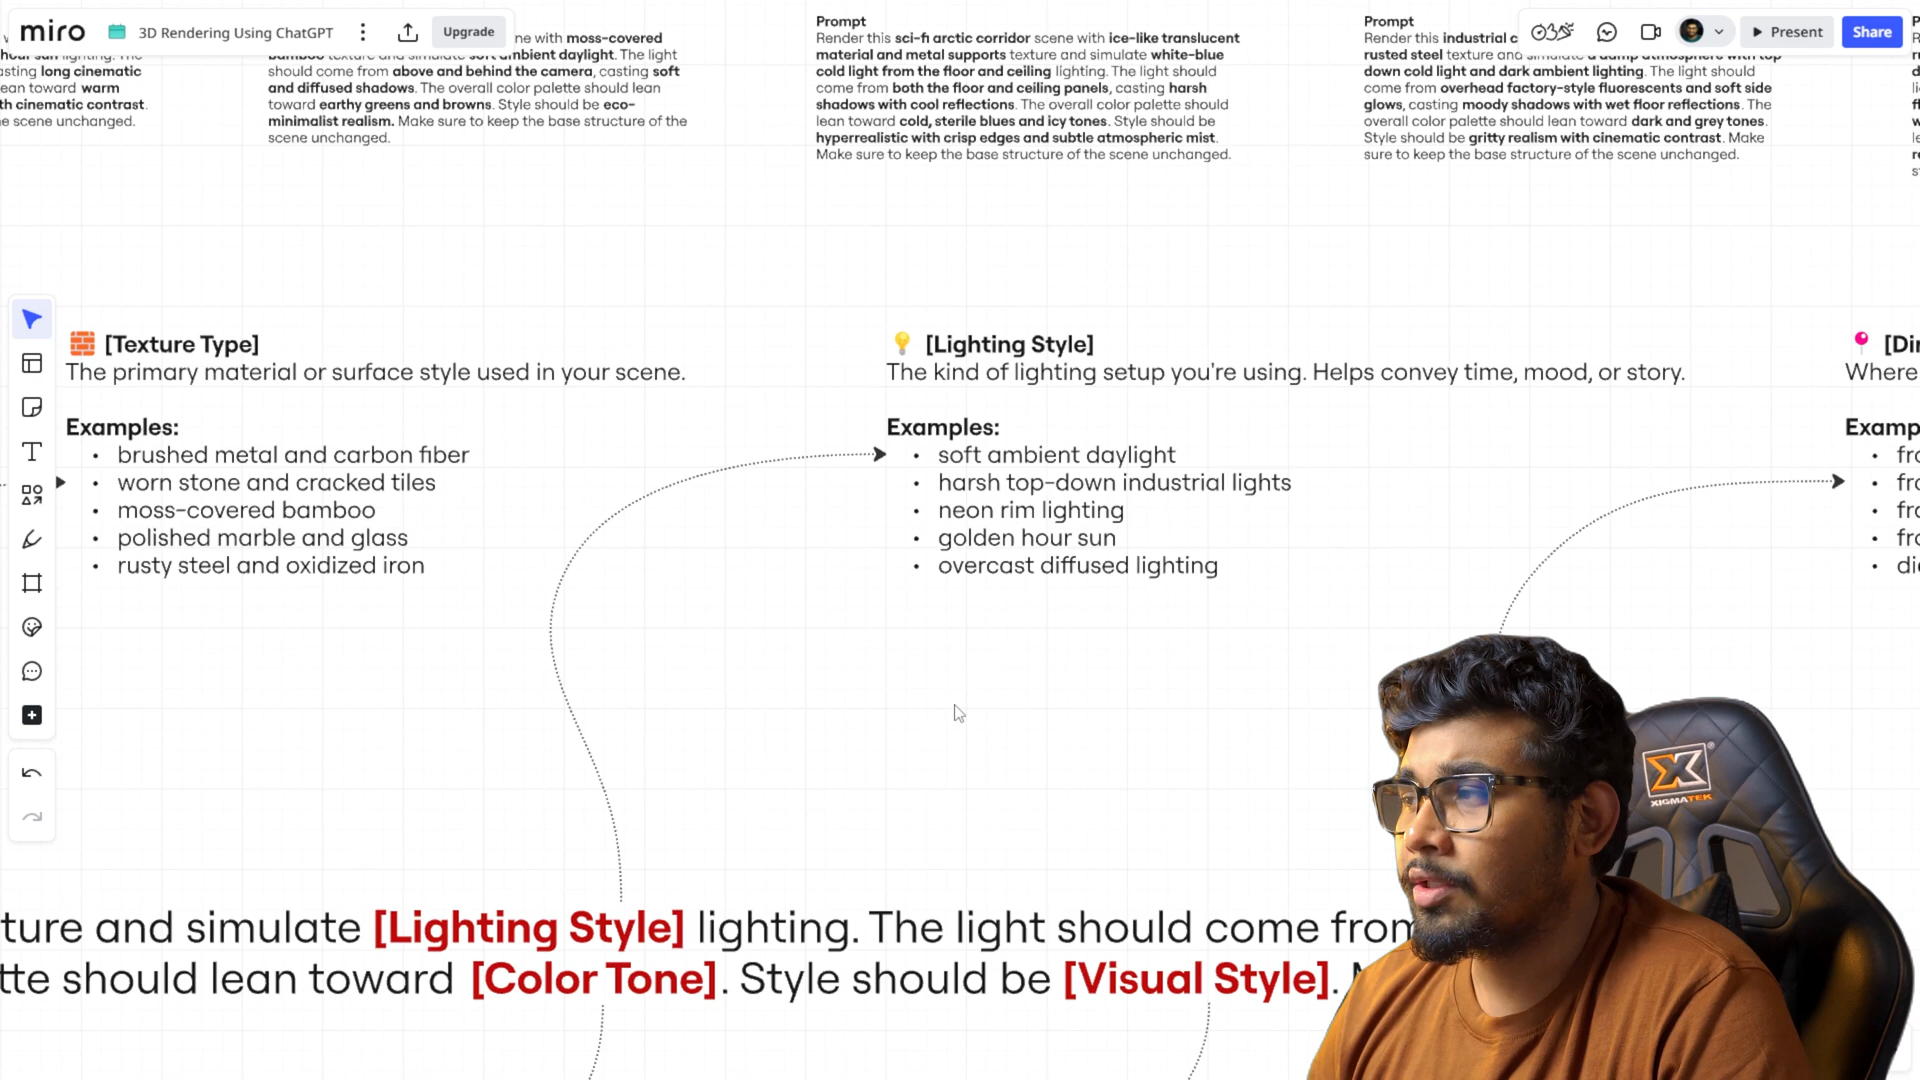 miro
3D Rendering Using ChatGPT
Upgrade
Present
Share
hour sun lighting. The
asting long cinematic
ean toward warm
th cinematic contrast.
e scene unchanged.
ne with moss-covered
bamboo texture and simulate soft ambient daylight. The light
should come from above and behind the camera, casting soft
and diffused shadows. The overall color palette should lean
toward earthy greens and browns. Style should be eco-
minimalist realism. Make sure to keep the base structure of the
scene unchanged.
Prompt
Render this sci-fi arctic corridor scene with ice-like translucent
material and metal supports texture and simulate white-blue
cold light from the floor and ceiling lighting. The light should
come from both the floor and ceiling panels, casting harsh
shadows with cool reflections. The overall color palette should
lean toward cold, sterile blues and icy tones. Style should be
hyperrealistic with crisp edges and subtle atmospheric mist.
Make sure to keep the base structure of the scene unchanged.
Prompt
Render this industrial c
rusted steel texture and simulate a damp atmosphere with top
down cold light and dark ambient lighting. The light should
come from overhead factory-style fluorescents and soft side
glows, casting moody shadows with wet floor reflections. The
overall color palette should lean toward dark and grey tones.
Style should be gritty realism with cinematic contrast. Make
sure to keep the base structure of the scene unchanged.
[Texture Type]
The primary material or surface style used in your scene.
Examples:
• brushed metal and carbon fiber
• worn stone and cracked tiles
• moss-covered bamboo
• polished marble and glass
• rusty steel and oxidized iron
[Lighting Style]
The kind of lighting setup you're using. Helps convey time, mood, or story.
Examples:
• soft ambient daylight
• harsh top-down industrial lights
• neon rim lighting
• golden hour sun
• overcast diffused lighting
[Dir
Where
Examp
• fro
• fro
• fro
• fro
• die
ture and simulate [Lighting Style] lighting. The light should come from
tte should lean toward [Color Tone]. Style should be [Visual Style].
XIGMATEK